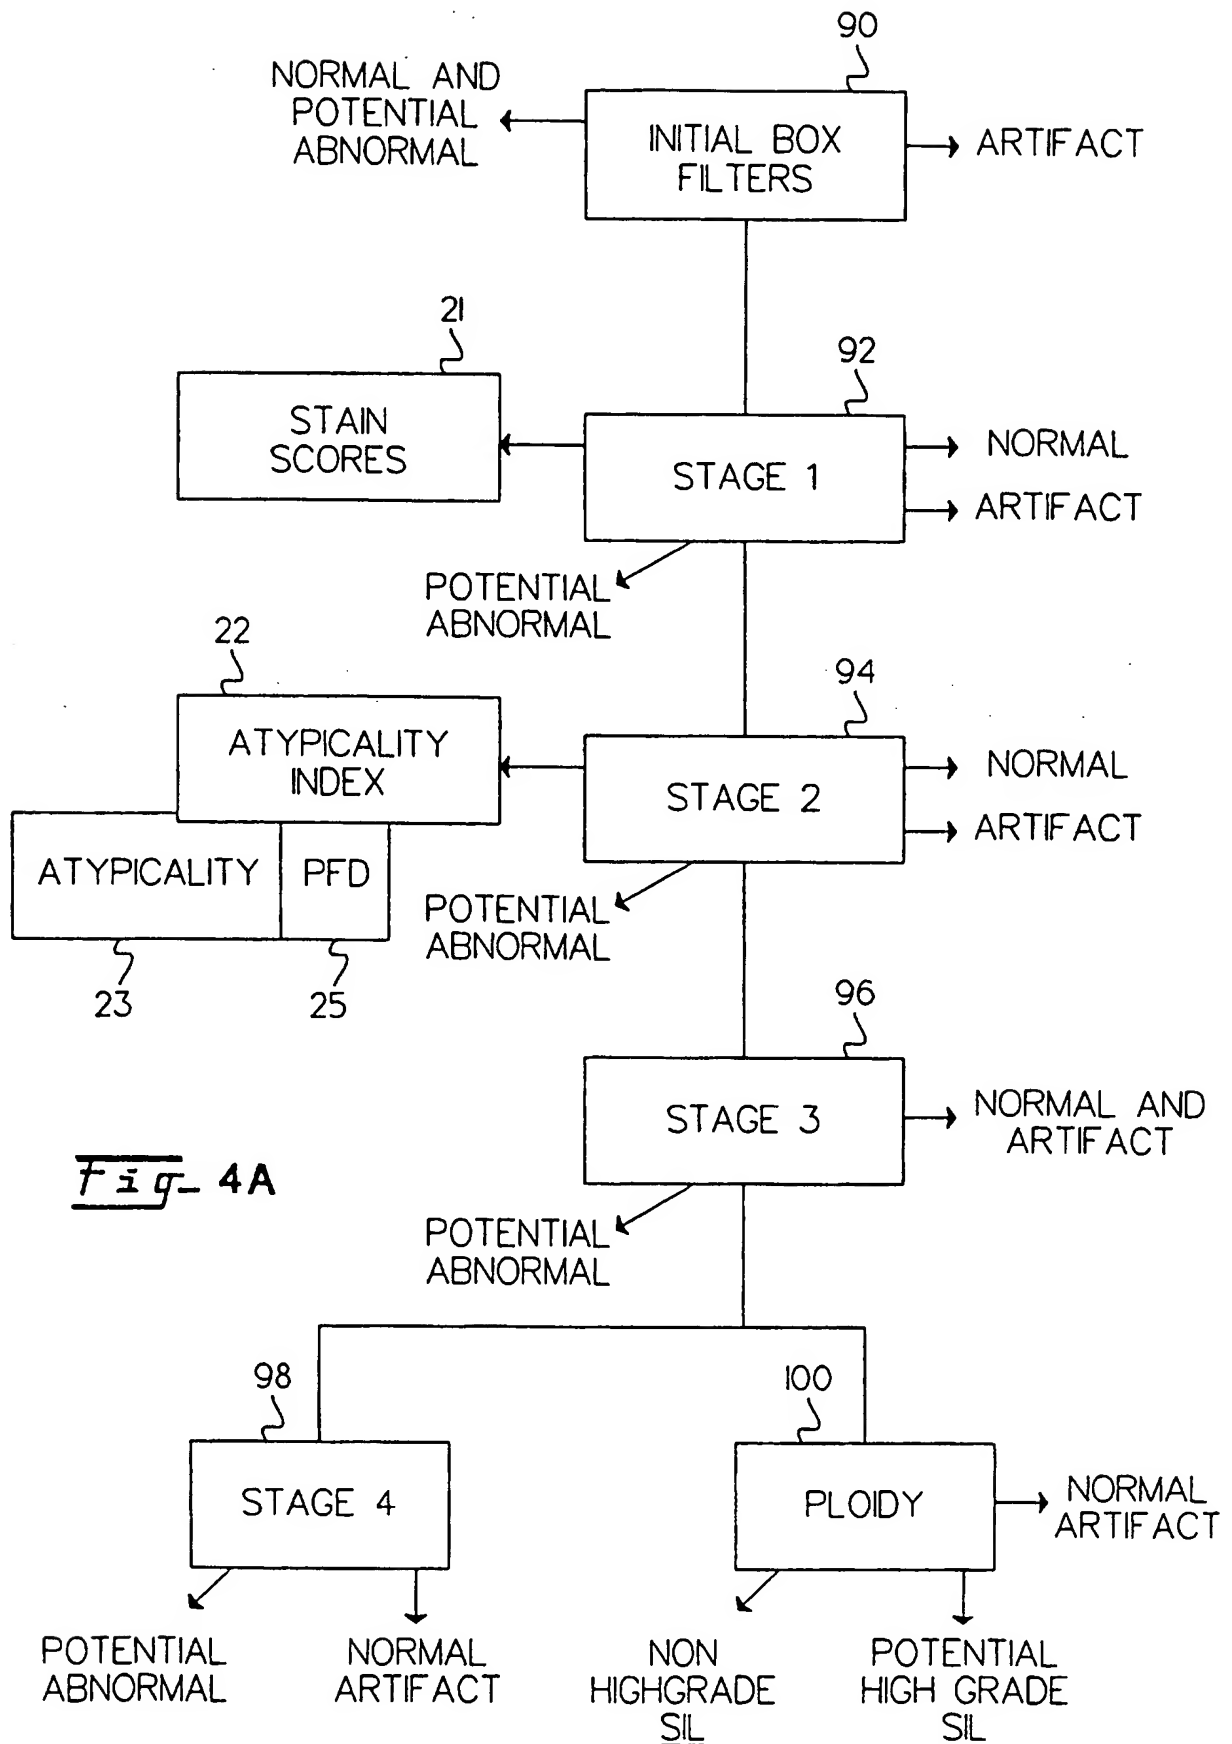 90
NORMAL AND
POTENTIAL
ABNORMAL
INITIAL BOX
FILTERS
ARTIFACT
21
STAIN
SCORES
92
STAGE 1
NORMAL
ARTIFACT
POTENTIAL
ABNORMAL
22
ATYPICALITY
INDEX
94
STAGE 2
NORMAL
ARTIFACT
ATYPICALITY
PFD
POTENTIAL
ABNORMAL
23
25
96
STAGE 3
NORMAL AND
ARTIFACT
Fig. 4A
POTENTIAL
ABNORMAL
98
STAGE 4
100
PLOIDY
NORMAL
ARTIFACT
POTENTIAL
ABNORMAL
NORMAL
ARTIFACT
NON
HIGHGRADE
SIL
POTENTIAL
HIGH GRADE
SIL